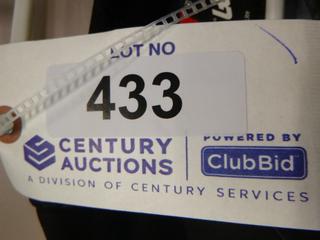 LOT NO
433
CENTURY
AUCTIONS
POWERED BY
ClubBid
A DIVISION OF CENTURY SERVICES